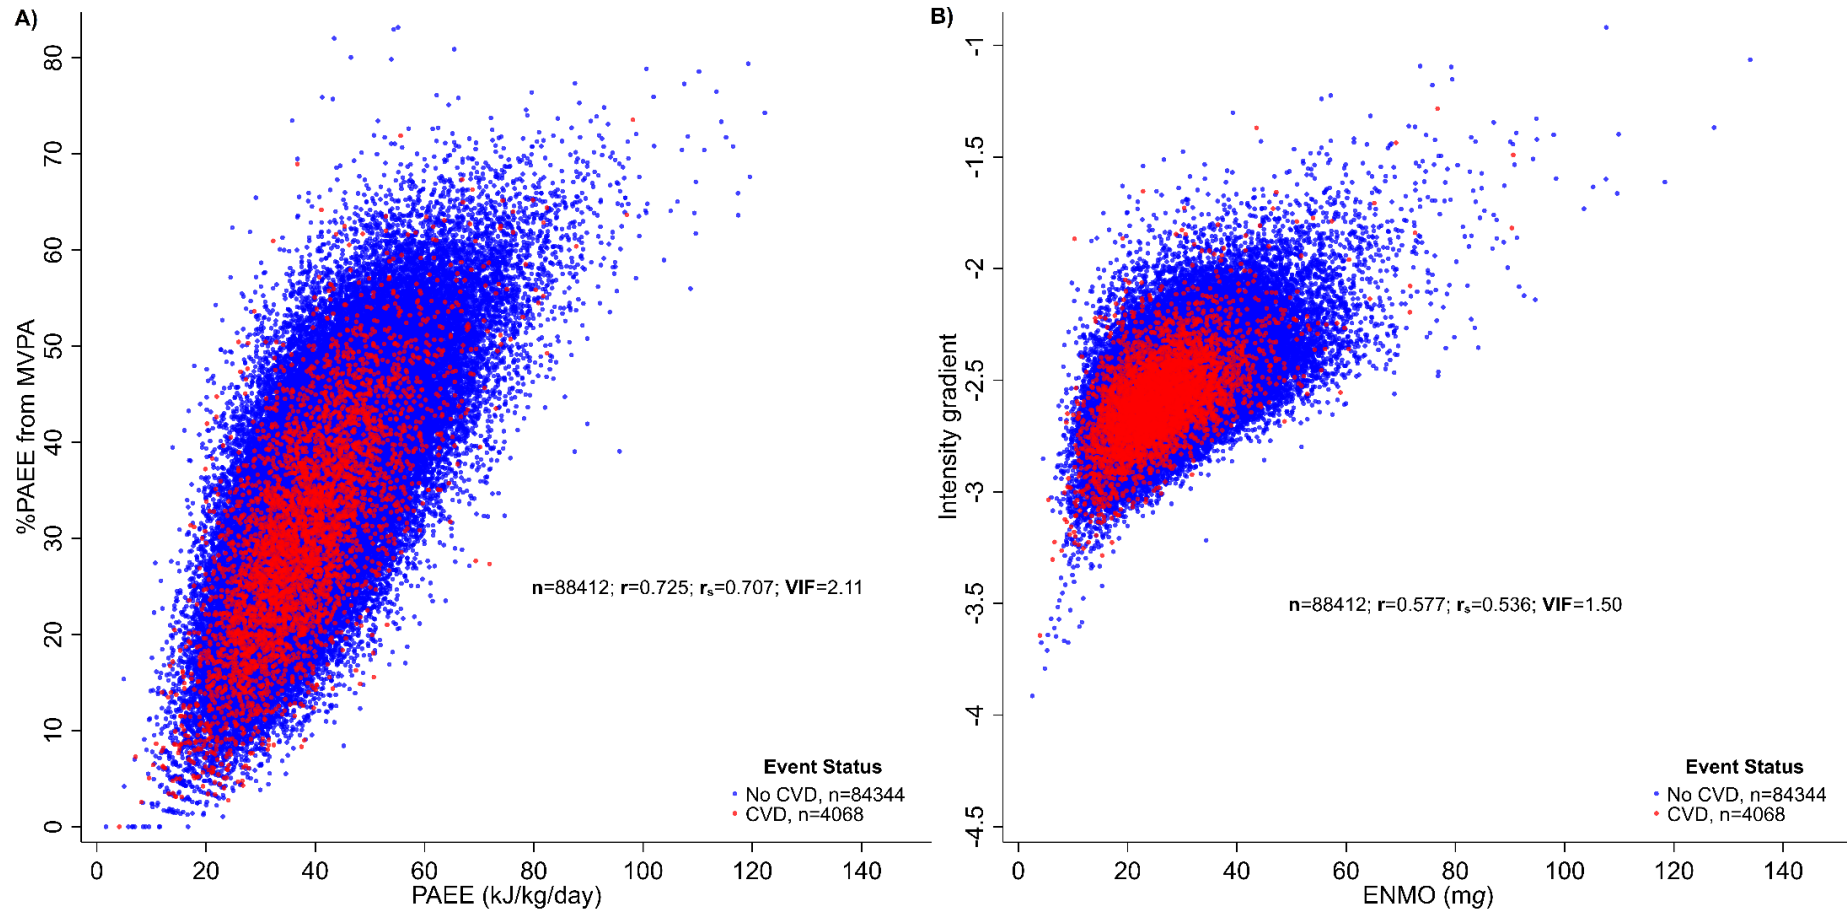 A)
%PAEE from MVPA
80
70
60
50
40
30
20
10
0
n=88412; r=0.725; rs=0.707; VIF=2.11
Event Status
No CVD, n=84344
CVD, n=4068
0 20 40 60 80 100 120 140
PAEE (kJ/kg/day)
B)
Intensity gradient
-1
-1.5
-2
-2.5
-3
-3.5
-4
-4.5
n=88412; r=0.577; rs=0.536; VIF=1.50
Event Status
No CVD, n=84344
CVD, n=4068
0 20 40 60 80 100 120 140
ENMO (mg)